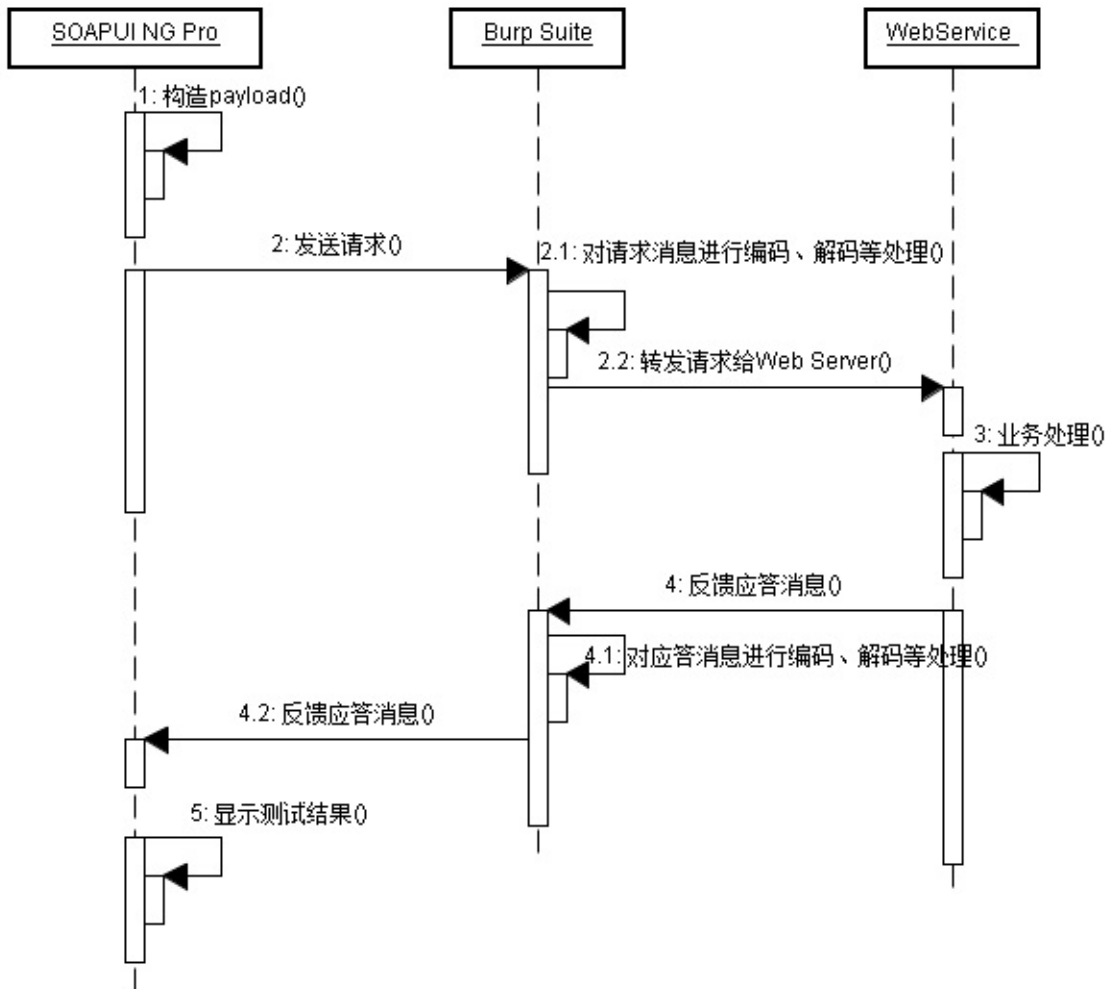 SOAPUI NG Pro
Burp Suite
WebService
1: 构造payload()
2: 发送请求()
2.1: 对请求消息进行编码、解码等处理()
2.2: 转发请求给Web Server()
3: 业务处理()
4: 反馈应答消息()
4.1: 对应答消息进行编码、解码等处理()
4.2: 反馈应答消息()
5: 显示测试结果()